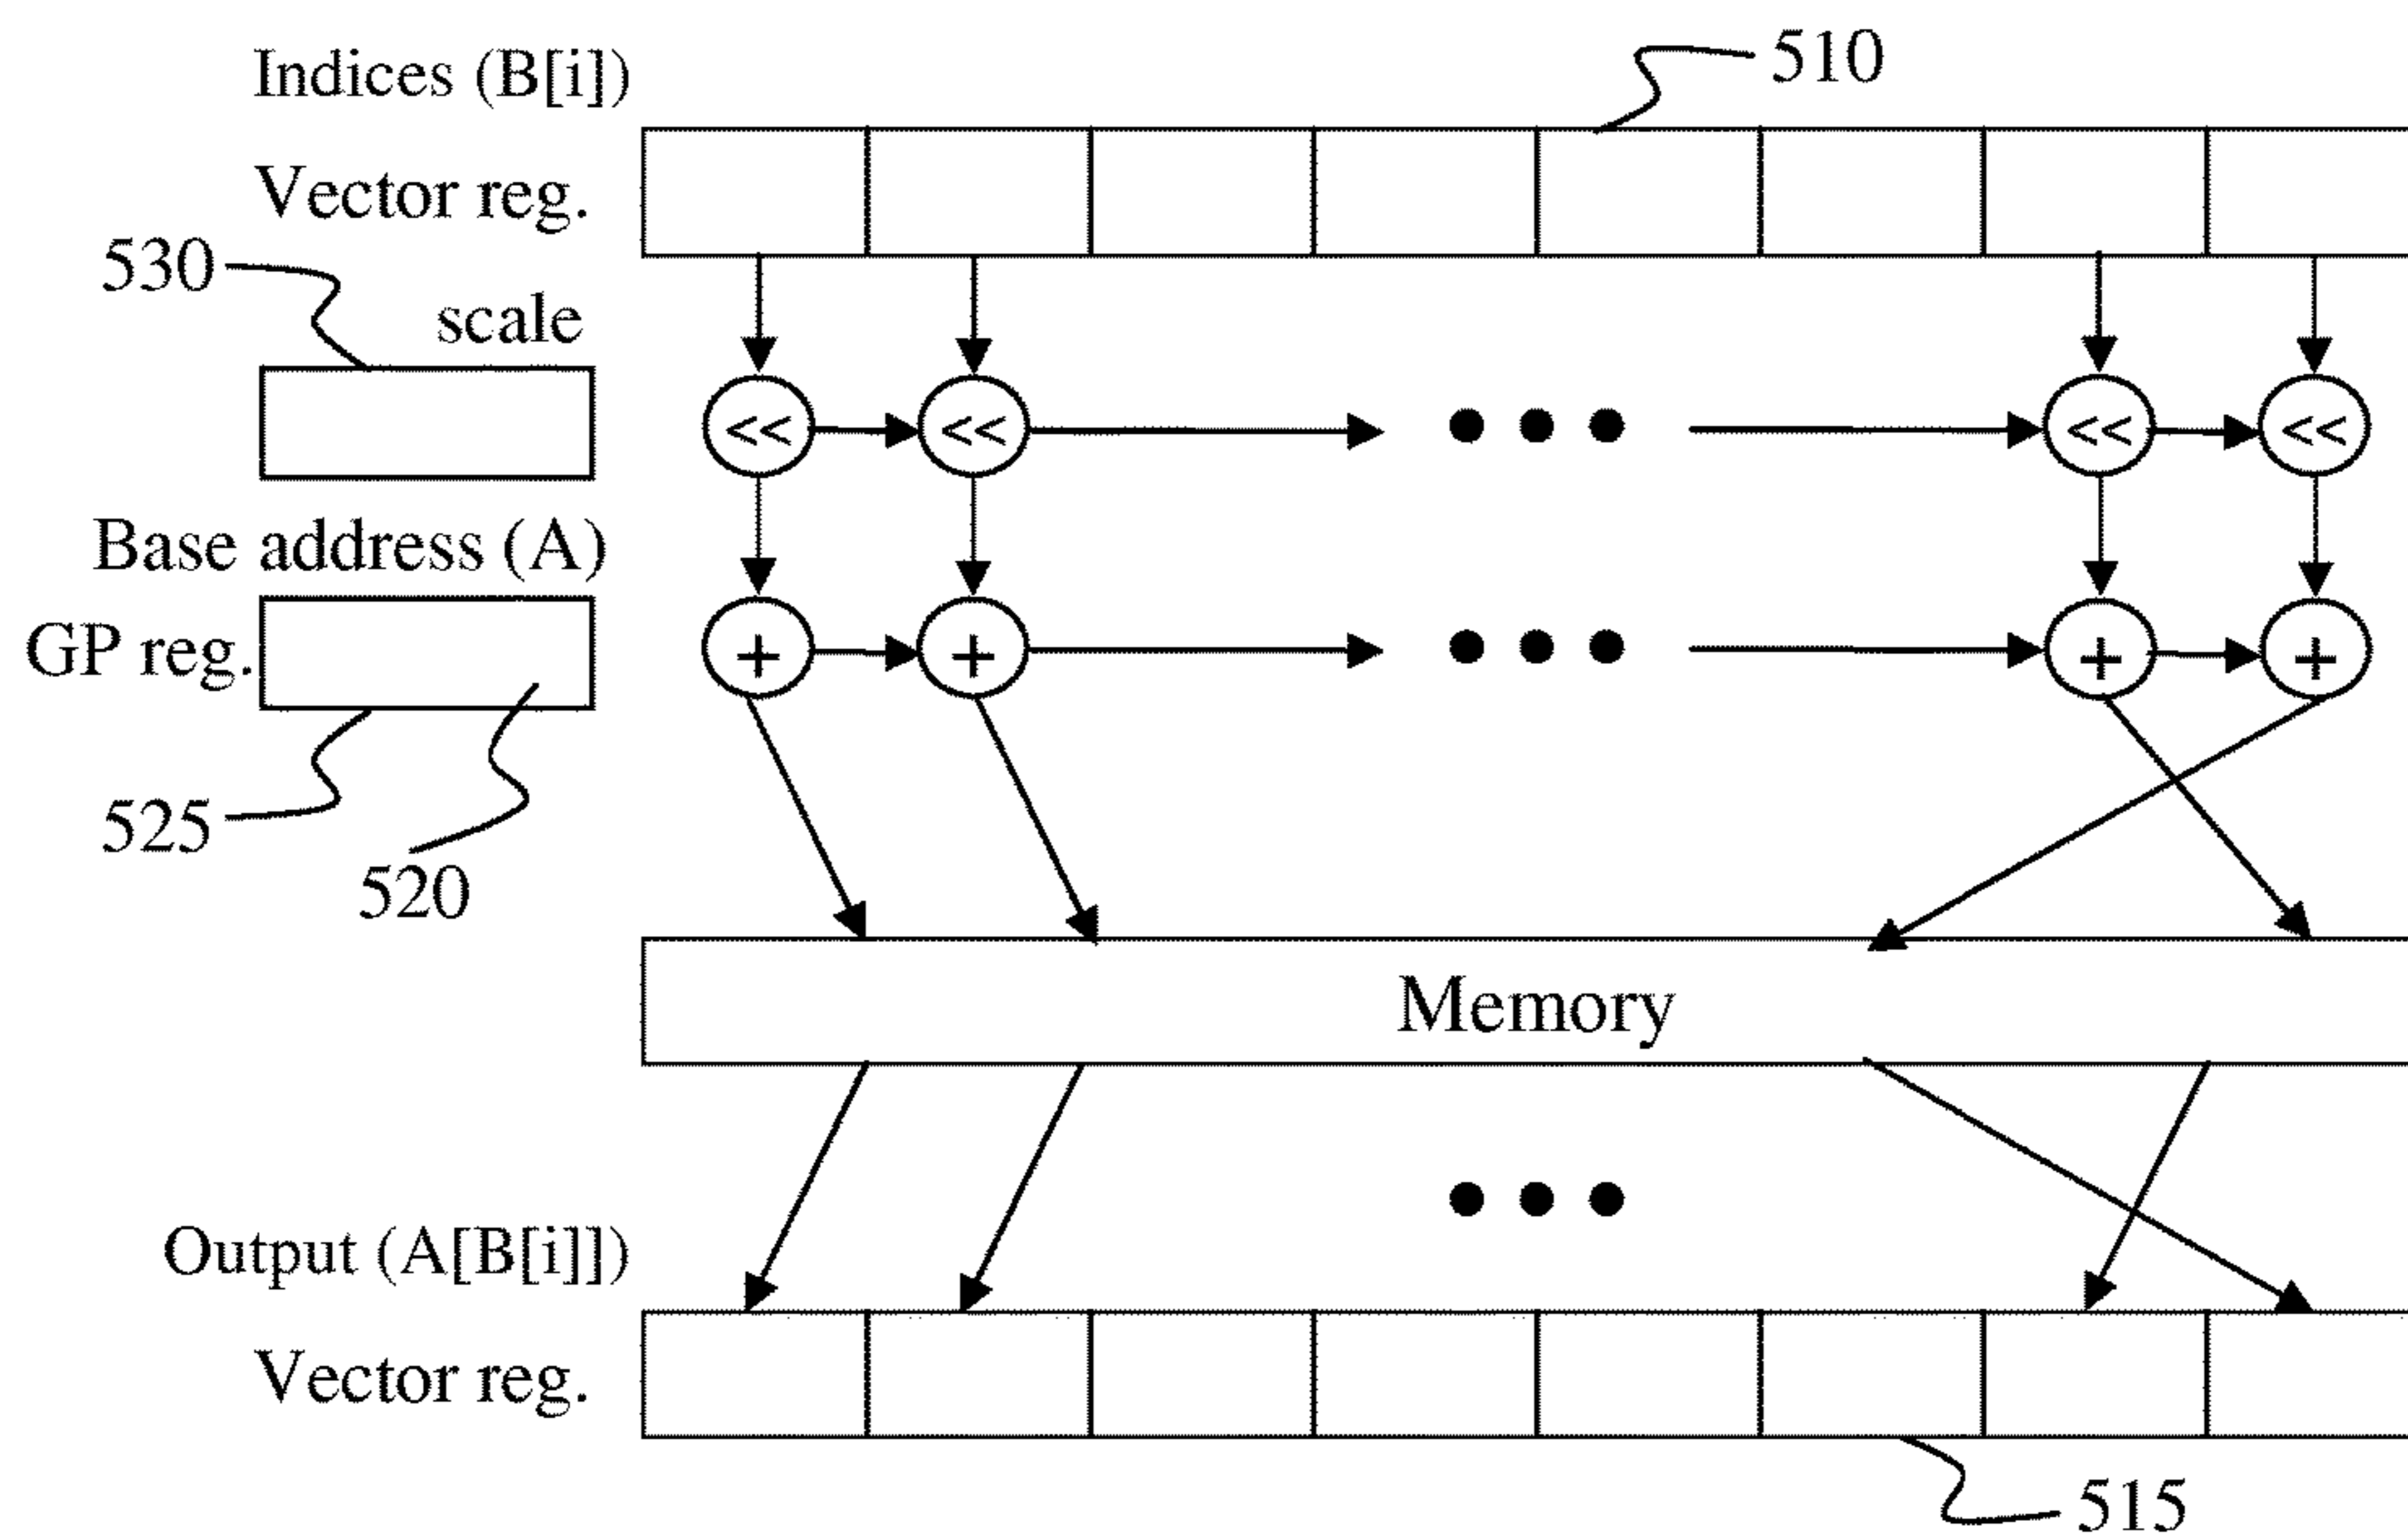 Indices (B[i])
510
Vector reg.
530
scale
<< << << <<
Base address (A)
GP reg.
+ + + +
525
520
Memory
Output (A[B[i]])
Vector reg.
515